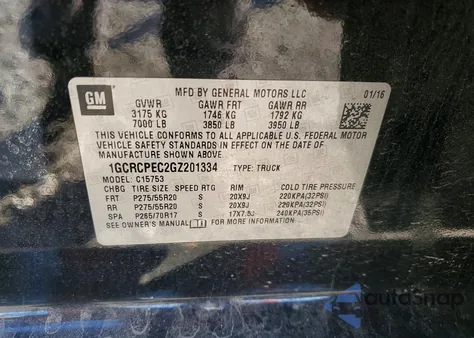 GM
MFD BY GENERAL MOTORS LLC 01/16
GVWR GAWR FRT GAWR RR
3175 KG 1746 KG 1792 KG
7000 LB 3850 LB 3950 LB
THIS VEHICLE CONFORMS TO ALL APPLICABLE U.S. FEDERAL MOTOR
VEHICLE SAFETY STANDARDS IN EFFECT ON THE DATE OF
MANUFACTURE SHOWN ABOVE.
1GCRCPEC2GZ201334 TYPE: TRUCK
MODEL: C15753
CHBG TIRE SIZE SPEED RTG RIM COLD TIRE PRESSURE
FRT P275/55R20 S 20X9J 220KPA(32PSI)
RR P275/55R20 S 20X9J 220KPA(32PSI)
SPA P265/70R17 S 17X7.5J 240KPA(35PSI)
SEE OWNER'S MANUAL FOR MORE INFORMATION.
AutoSnap